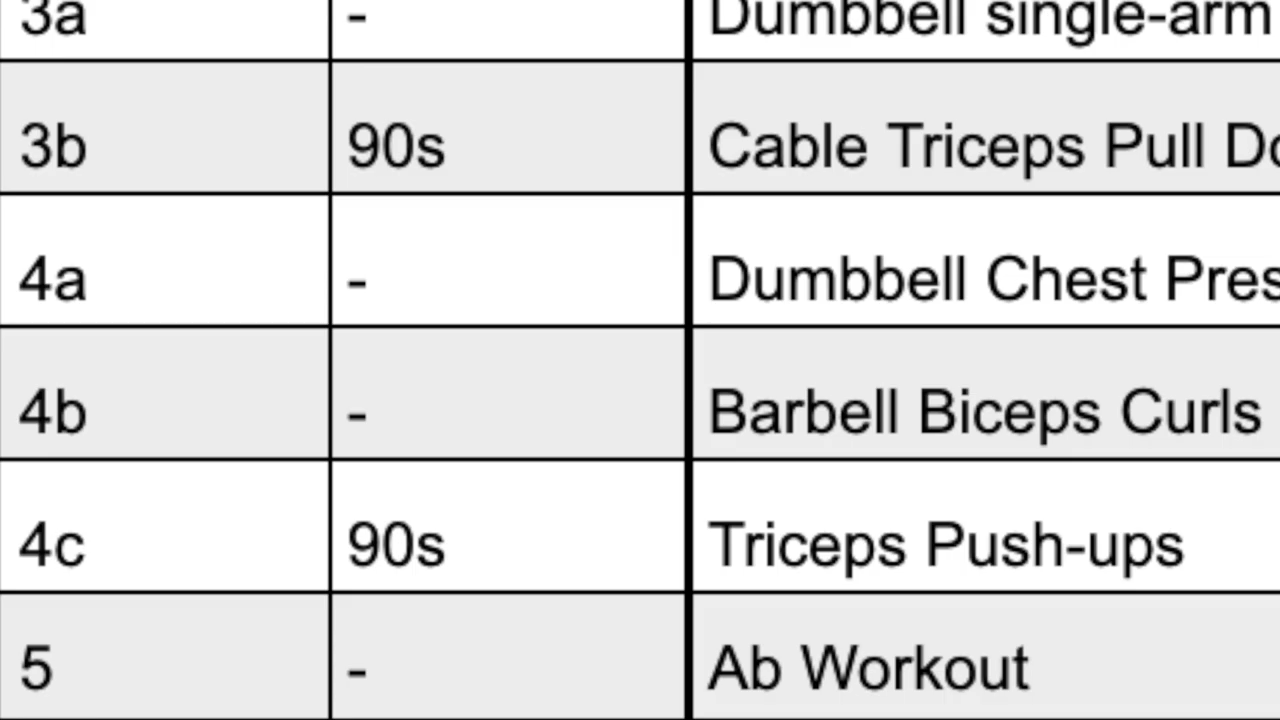 3a - Dumbbell single-arm
3b 90s Cable Triceps Pull
4a - Dumbbell Chest
4b - Barbell Biceps Curls
4c 90s Triceps Push-ups
5 - Ab Workout